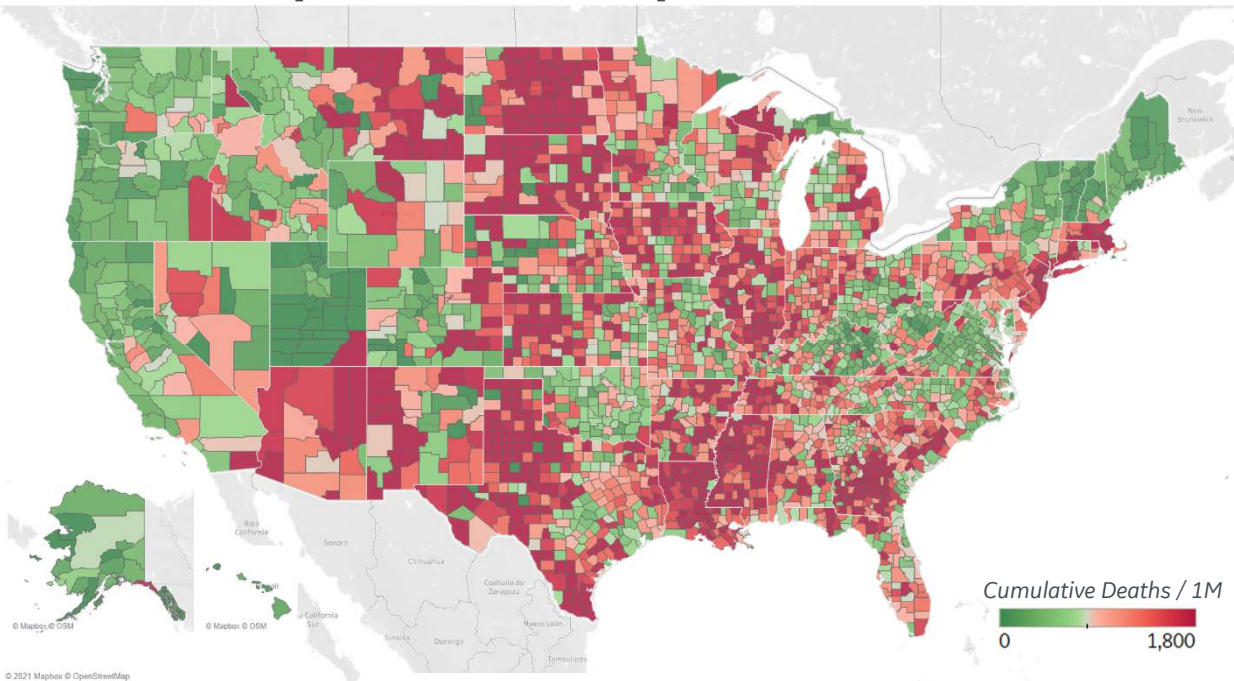 New
Brunswick
Baja
California
Sonora
Chihuahua
Coahuila de
Zaragoza
a California
Sur
Sinaloa
Durango
Nuevo León
Tamaulipas
© Mapbox © OSM
© Mapbox © OSM
Cumulative Deaths / 1M
0
1,800
© 2021 Mapbox © OpenStreetMap